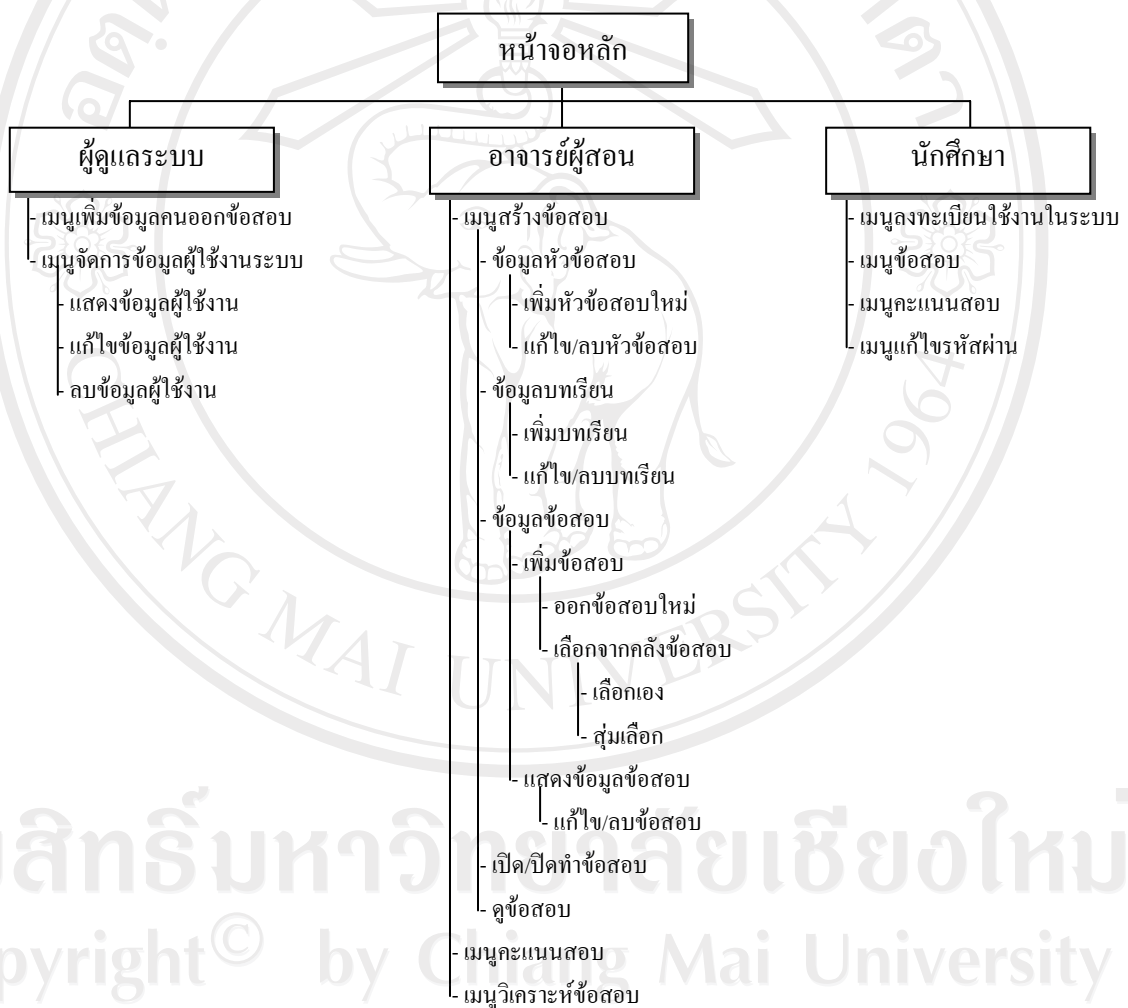 หน้าจอหลัก
ผู้ดูแลระบบ
- เมนูเพิ่มข้อมูลคนออกข้อสอบ
- เมนูจัดการข้อมูลผู้ใช้งานระบบ
- แสดงข้อมูลผู้ใช้งาน
- แก้ไขข้อมูลผู้ใช้งาน
- ลบข้อมูลผู้ใช้งาน
อาจารย์ผู้สอน
- เมนูสร้างข้อสอบ
- ข้อมูลหัวข้อสอบ
- เพิ่มหัวข้อสอบใหม่
- แก้ไข/ลบหัวข้อสอบ
- ข้อมูลบทเรียน
- เพิ่มบทเรียน
- แก้ไข/ลบบทเรียน
- ข้อมูลข้อสอบ
- เพิ่มข้อสอบ
- ออกข้อสอบใหม่
- เลือกจากคลังข้อสอบ
- เลือกเอง
- สุ่มเลือก
- แสดงข้อมูลข้อสอบ
- แก้ไข/ลบข้อสอบ
- เปิด/ปิดทำข้อสอบ
- ดูข้อสอบ
- เมนูคะแนนสอบ
- เมนูวิเคราะห์ข้อสอบ
นักศึกษา
- เมนูลงทะเบียนใช้งานในระบบ
- เมนูข้อสอบ
- เมนูคะแนนสอบ
- เมนูแก้ไขรหัสผ่าน
CHIANG MAI UNIVERSITY 1964
สิทธิ์มหาวิทยาลัยเชียงใหม่
pyright© by Chiang Mai University